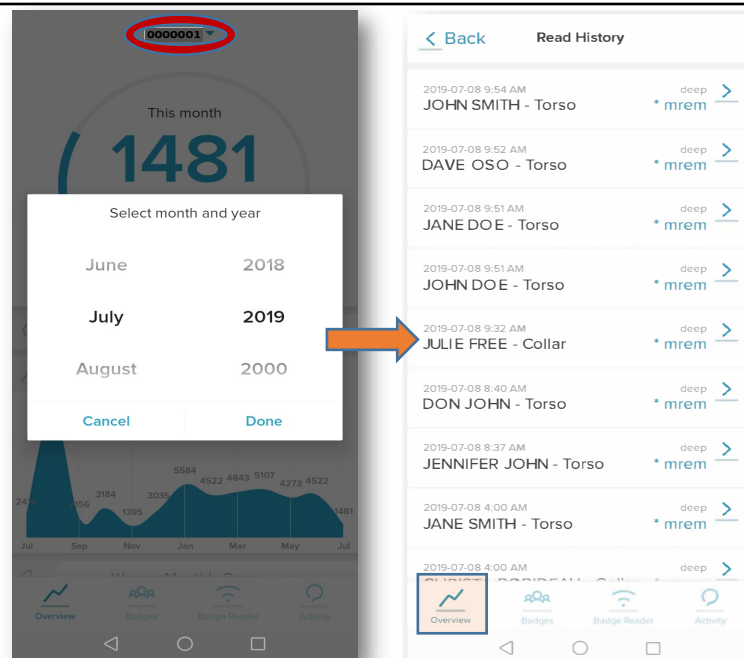 0000001
This month
1481
Select month and year
June 2018
July 2019
August 2000
Cancel Done
5584
4522 4843 5107
4273 4522
3184
3035
1395
1481
Jul Sep Nov Jan Mar May Jul
Overview Badges Badge Reader Activity
Back Read History
2019-07-08 9:54 AM deep
JOHN SMITH - Torso * mrem
2019-07-08 9:52 AM deep
DAVE OSO - Torso * mrem
2019-07-08 9:51 AM deep
JANE DOE - Torso * mrem
2019-07-08 9:51 AM deep
JOHN DOE - Torso * mrem
2019-07-08 9:32 AM deep
JULIE FREE - Collar * mrem
2019-07-08 8:40 AM deep
DON JOHN - Torso * mrem
2019-07-08 8:37 AM deep
JENNIFER JOHN - Torso * mrem
2019-07-08 4:00 AM deep
JANE SMITH - Torso * mrem
2019-07-08 4:00 AM deep
Overview Badges Badge Reader Activity